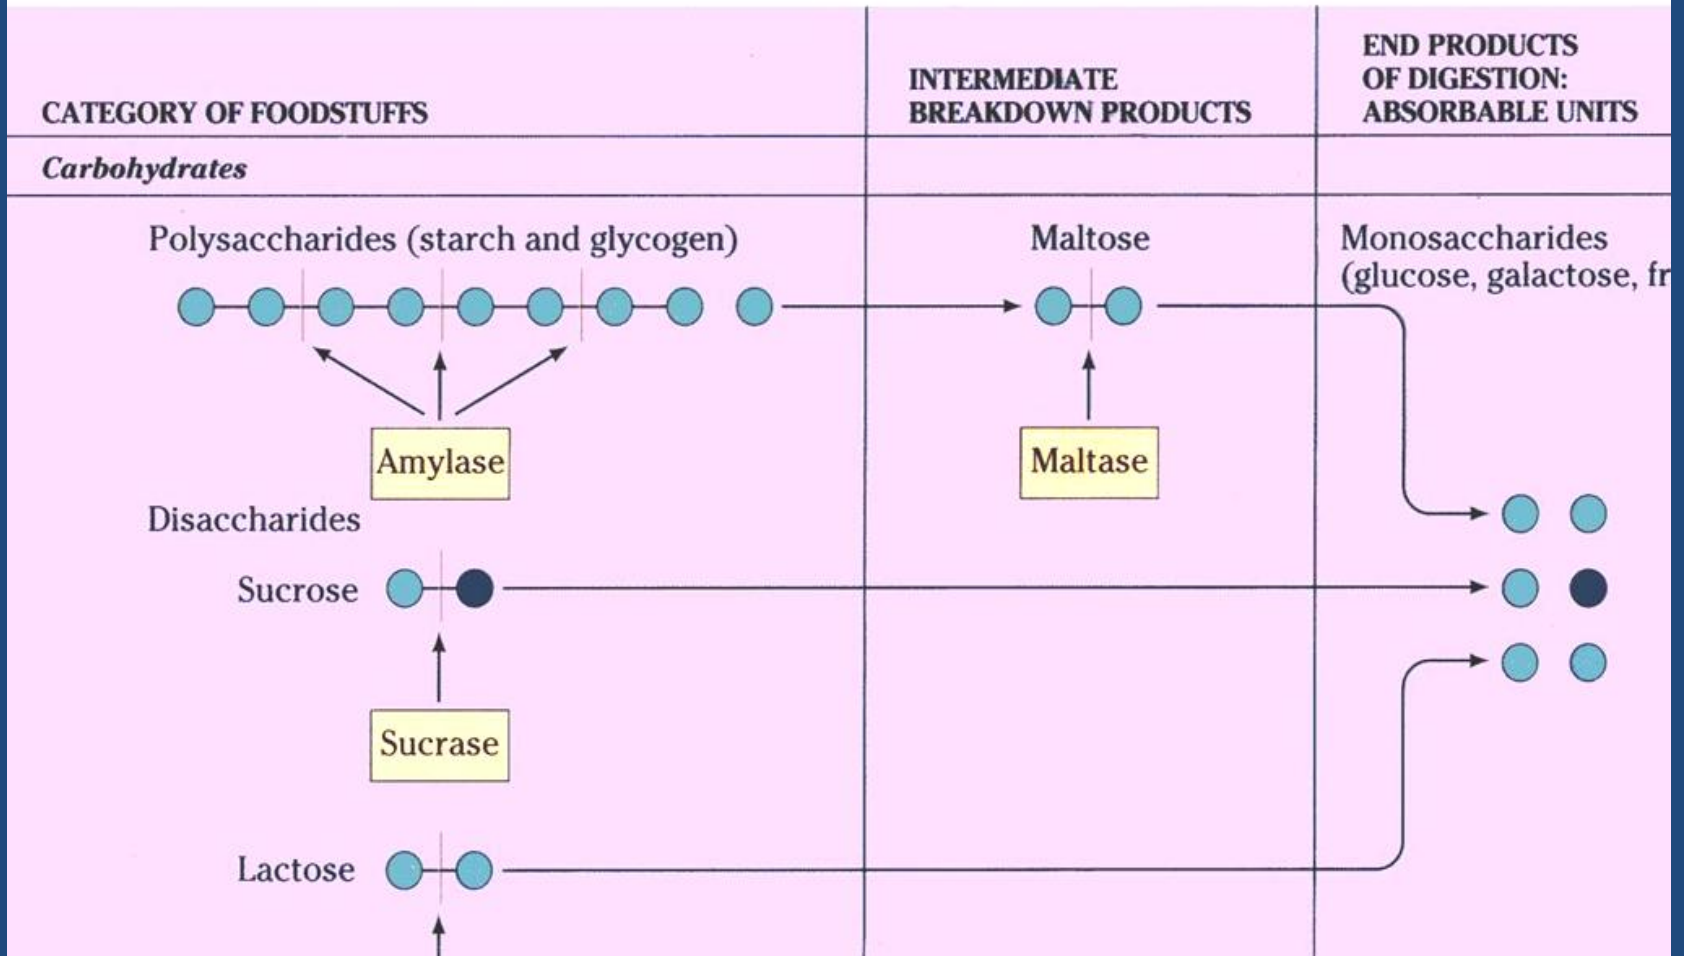 CATEGORY OF FOODSTUFFS
INTERMEDIATE
BREAKDOWN PRODUCTS
END PRODUCTS
OF DIGESTION:
ABSORBABLE UNITS
Carbohydrates
Polysaccharides (starch and glycogen)
Maltose
Monosaccharides
(glucose, galactose, fr
Amylase
Maltase
Disaccharides
Sucrose
Sucrase
Lactose